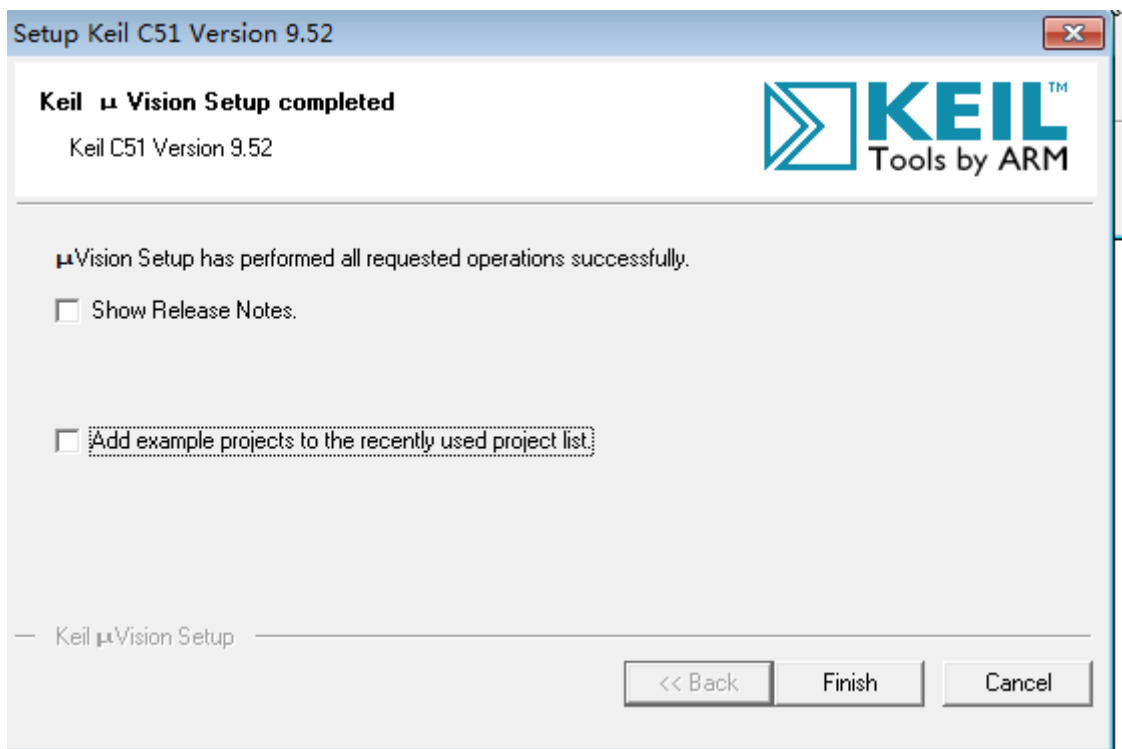 Setup Keil C51 Version 9.52
Keil μ Vision Setup completed
Keil C51 Version 9.52
KEIL™
Tools by ARM
μVision Setup has performed all requested operations successfully.
Show Release Notes.
Add example projects to the recently used project list.
Keil μVision Setup
<< Back
Finish
Cancel